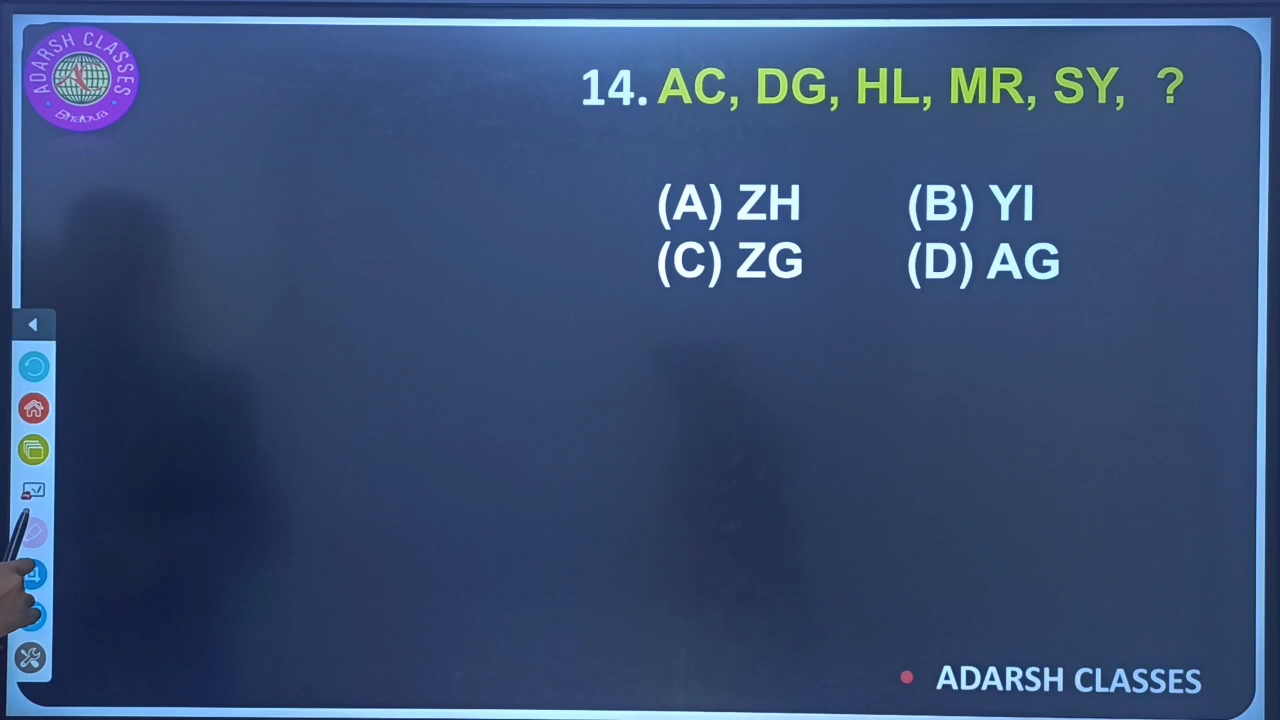 ADARSH CLASSES
14. AC, DG, HL, MR, SY, ?
(A) ZH (B) YI
(C) ZG (D) AG
• ADARSH CLASSES